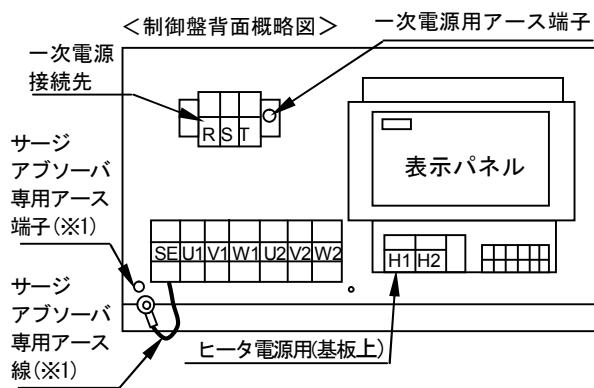 <制御盤背面概略図>
一次電源用アース端子
一次電源
接続先
R S T
サージ
アブソーバ
専用アース
端子(※1)
表示パネル
SE U1 V1 W1 U2 V2 W2
H1 H2
サージ
アブソーバ
専用アース
線(※1)
ヒータ電源用(基板上)